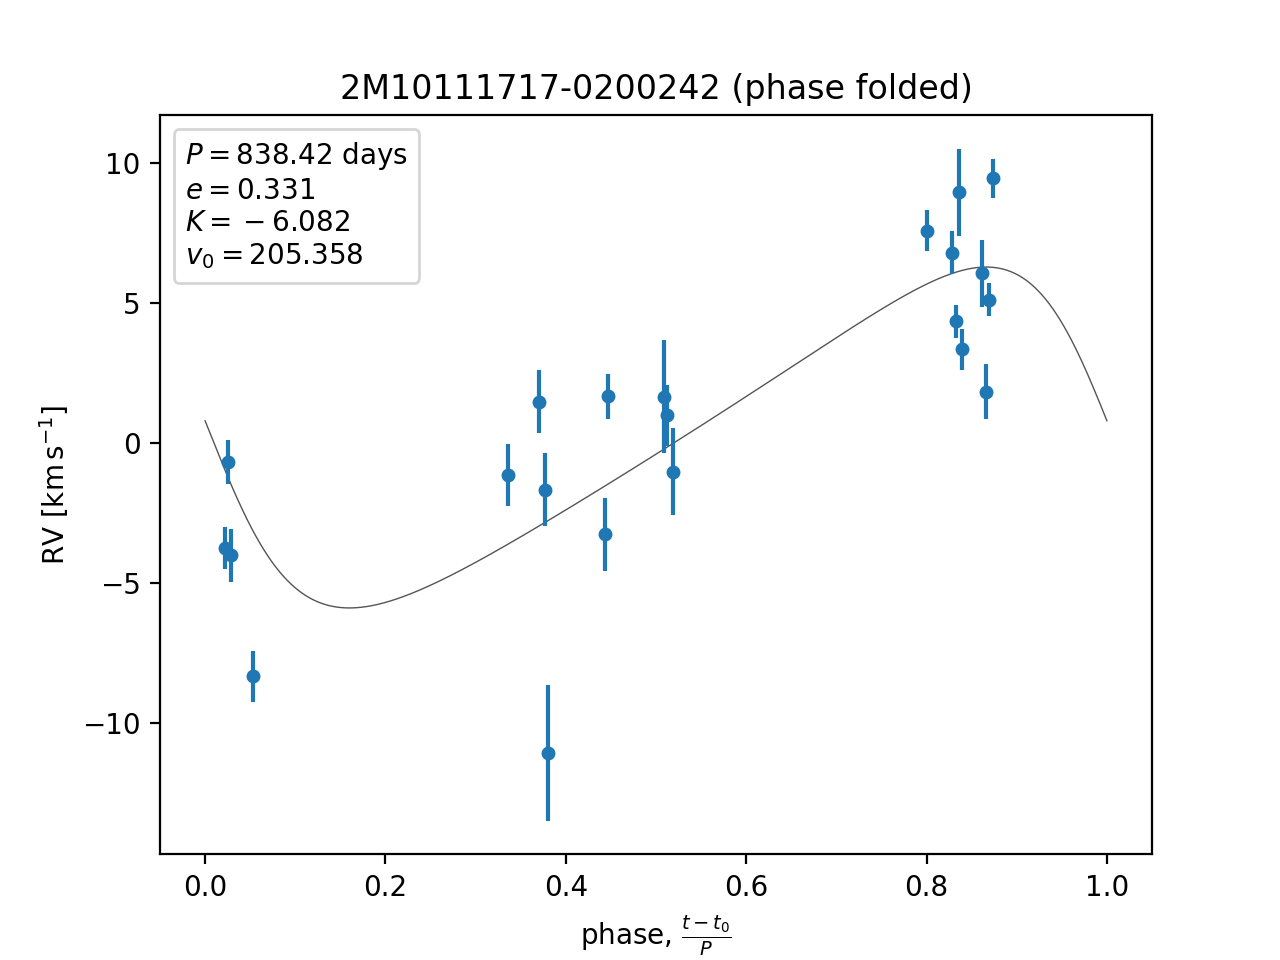 2M10111717-0200242 (phase folded)
P = 838.42 days
e = 0.331
K = −6.082
v₀ = 205.358
10
5
0
−5
−10
RV [km s⁻¹]
0.0 0.2 0.4 0.6 0.8 1.0
phase, (t − t₀)/P